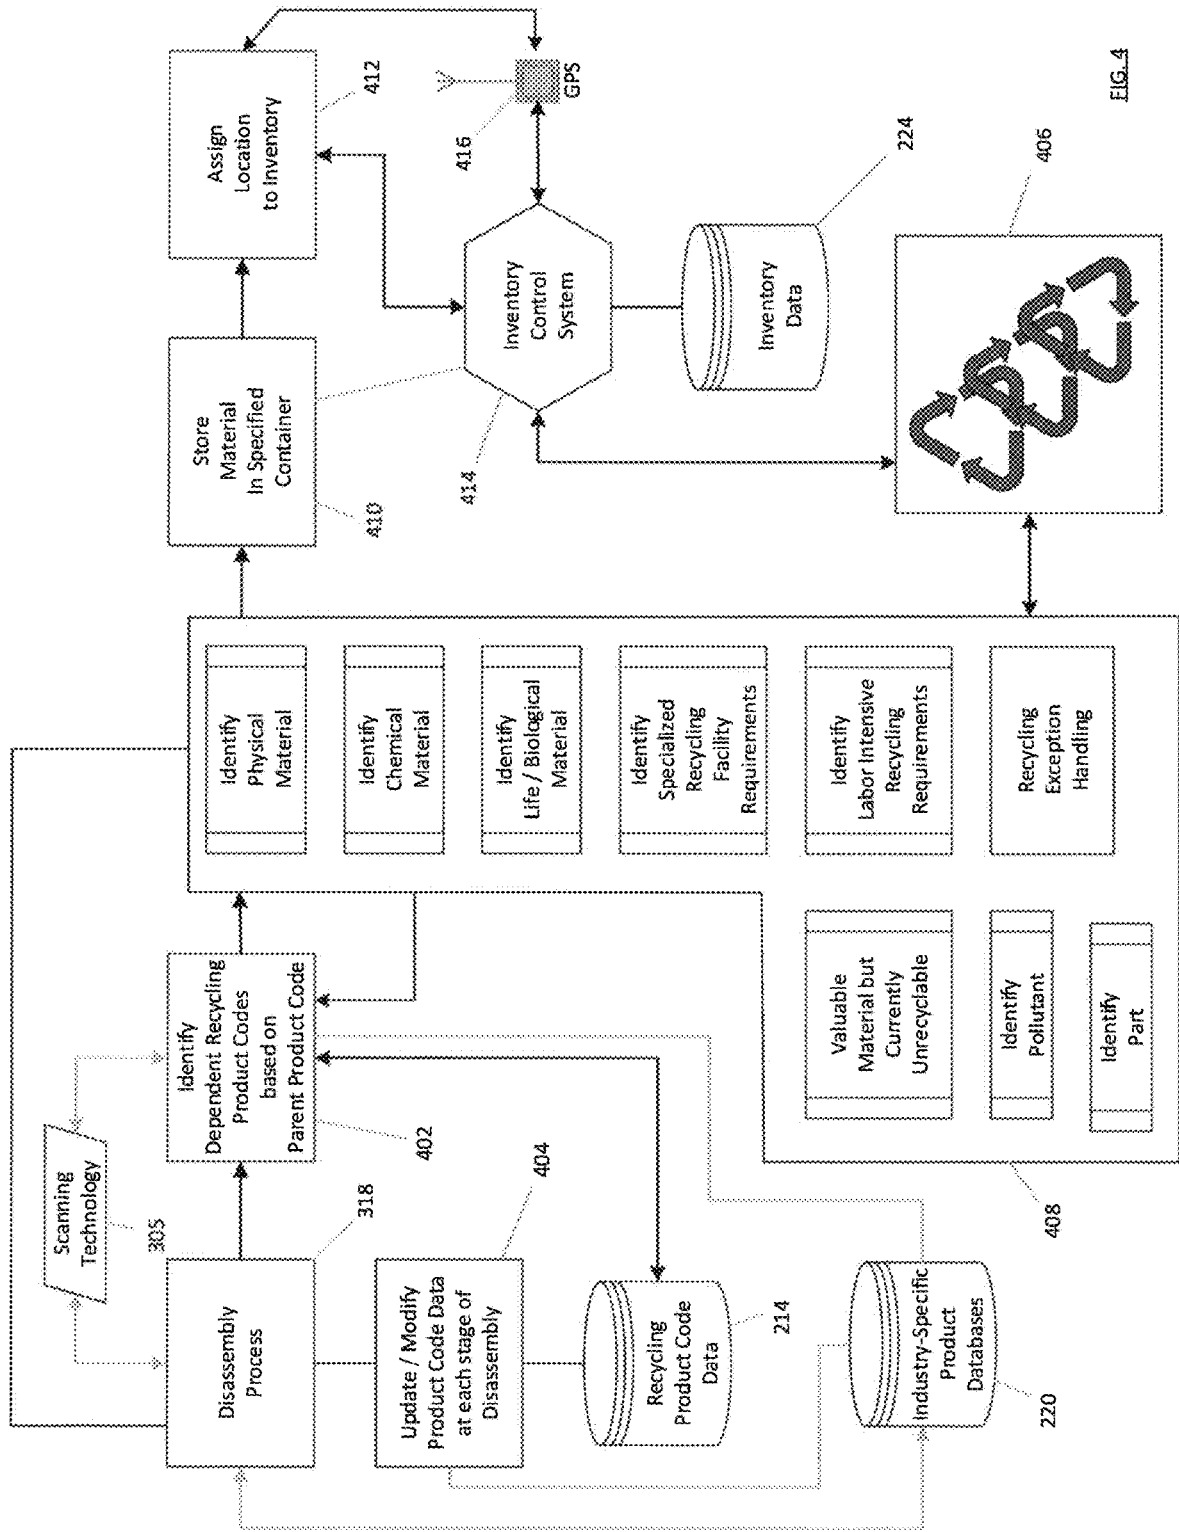 Scanning
Technology
305
Disassembly
Process
318
Update / Modify
Product Code Data
at each stage of
Disassembly
404
Recycling
Product Code
Data
214
Industry-Specific
Product
Databases
220
Identify
Dependent Recycling
Product Codes
based on
Parent Product Code
402
Identify
Physical
Material
Identify
Chemical
Material
Identify
Life / Biological
Material
Identify
Specialized
Recycling
Facility
Requirements
Identify
Labor Intensive
Recycling
Requirements
Recycling
Exception
Handling
Valuable
Material but
Currently
Unrecyclable
Identify
Pollutant
Identify
Part
408
Store
Material
In Specified
Container
410
Assign
Location
to Inventory
412
416
GPS
Inventory
Control
System
414
Inventory
Data
224
406
FIG. 4